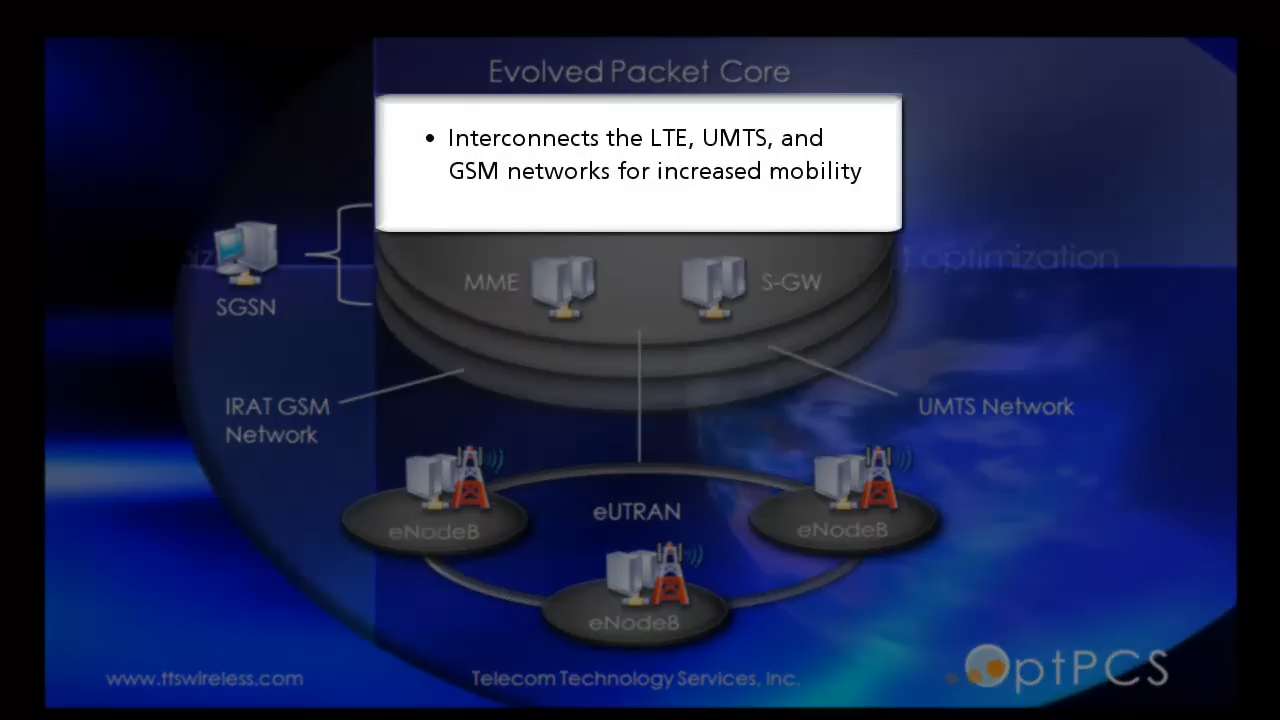 Evolved Packet Core
• Interconnects the LTE, UMTS, and
GSM networks for increased mobility
optimization
MME
S-GW
SGSN
IRAT GSM
Network
UMTS Network
eUTRAN
eNodeB
eNodeB
eNodeB
www.ttswireless.com
Telecom Technology Services, Inc.
OptPCS